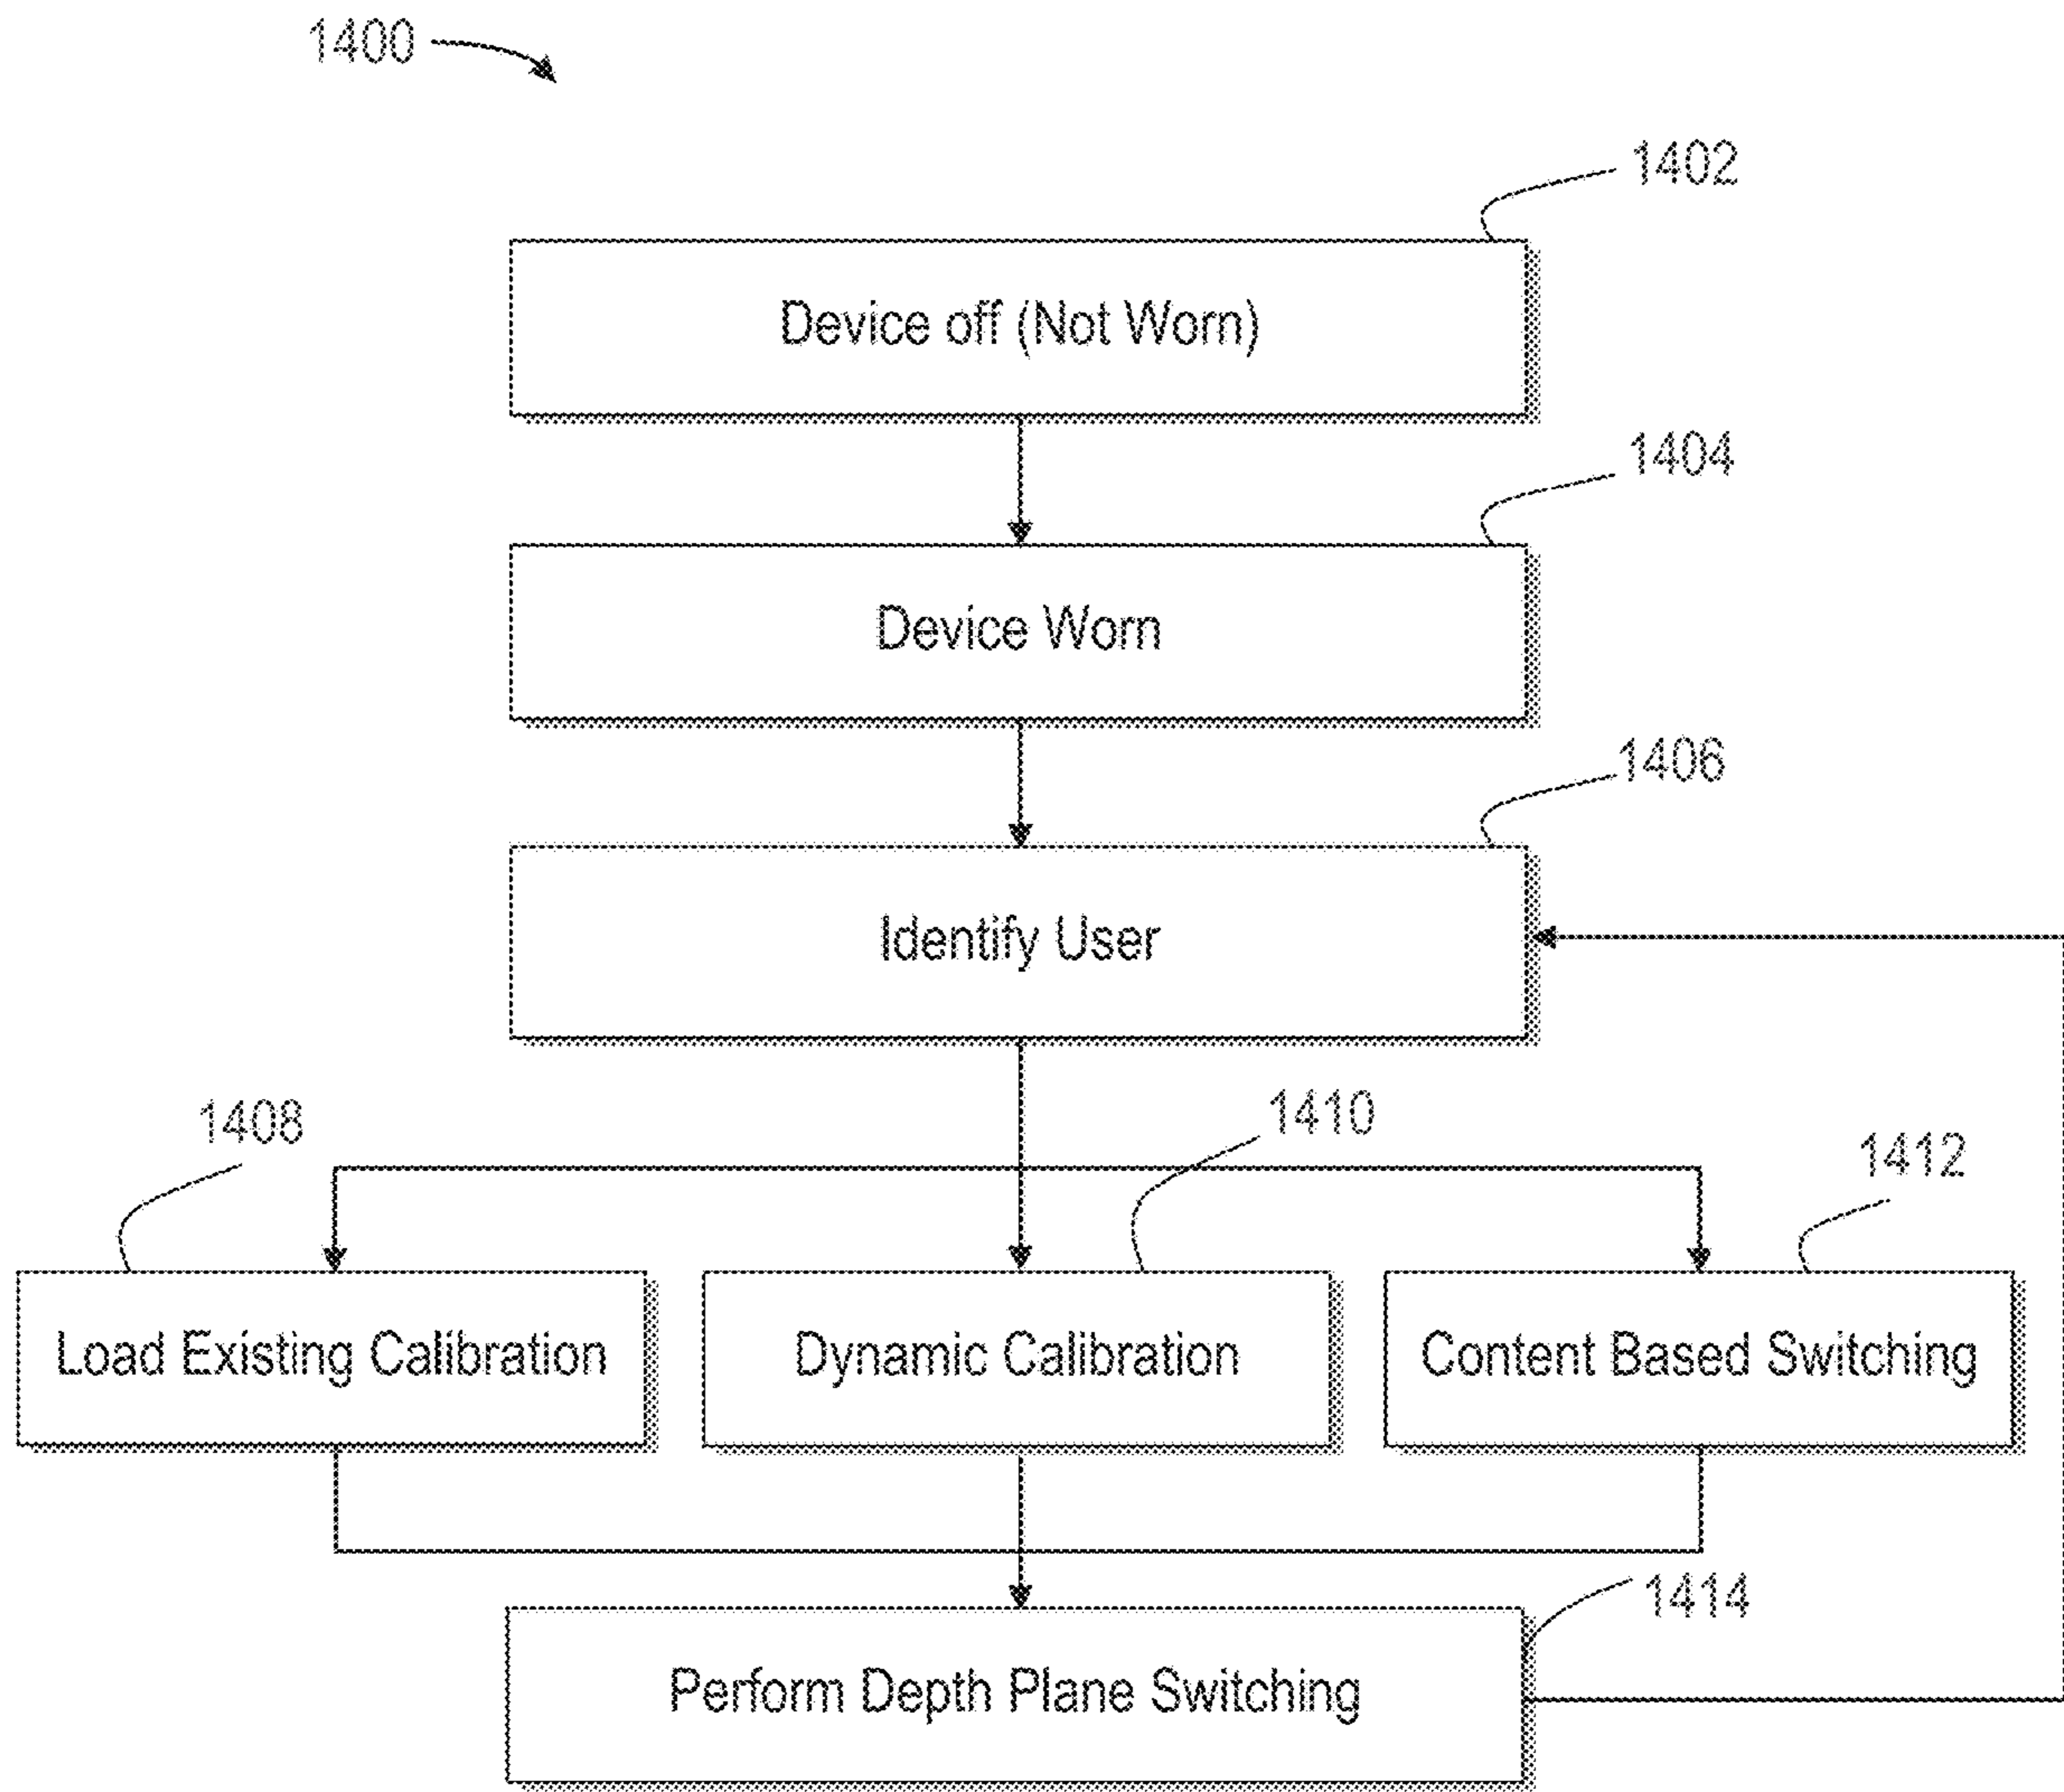 1400
1402
Device off (Not Worn)
1404
Device Worn
1406
Identify User
1408
1410
1412
Load Existing Calibration
Dynamic Calibration
Content Based Switching
1414
Perform Depth Plane Switching